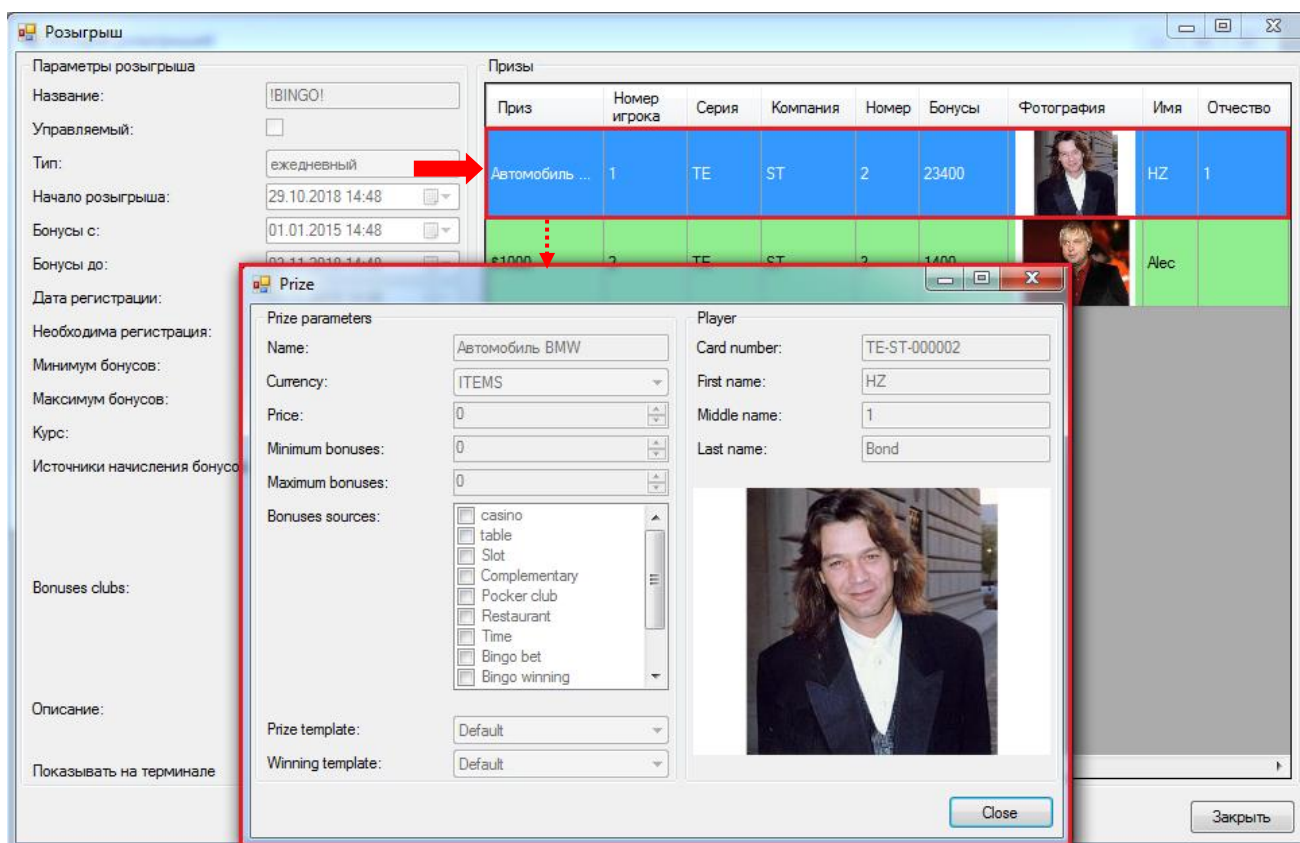 Розыгрыш
Параметры розыгрыша
Название: !BINGO!
Управляемый:
Тип: ежедневный
Начало розыгрыша: 29.10.2018 14:48
Бонусы с: 01.01.2015 14:48
Бонусы до:
Дата регистрации:
Необходима регистрация:
Минимум бонусов:
Максимум бонусов:
Курс:
Источники начисления бонусо
Bonuses clubs:
Описание:
Показывать на терминале
Призы
Приз Номер игрока Серия Компания Номер Бонусы Фотография Имя Отчество
Автомобиль ... 1 TE ST 2 23400 HZ 1
$1000 2 TE ST 3 1400 Alec
Prize
Prize parameters
Name: Автомобиль BMW
Currency: ITEMS
Price: 0
Minimum bonuses: 0
Maximum bonuses: 0
Bonuses sources:
casino
table
Slot
Complementary
Pocker club
Restaurant
Time
Bingo bet
Bingo winning
Prize template: Default
Winning template: Default
Player
Card number: TE-ST-000002
First name: HZ
Middle name: 1
Last name: Bond
Close
Закрыть